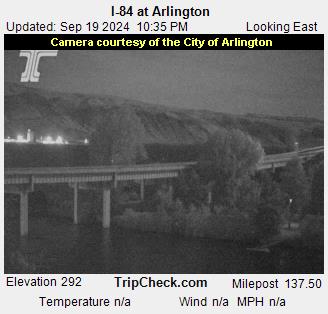 I-84 at Arlington
Updated: Sep 19 2024 10:35 PM Looking East
Camera courtesy of the City of Arlington
Elevation 292 TripCheck.com Milepost 137.50
Temperature n/a Wind n/a MPH n/a